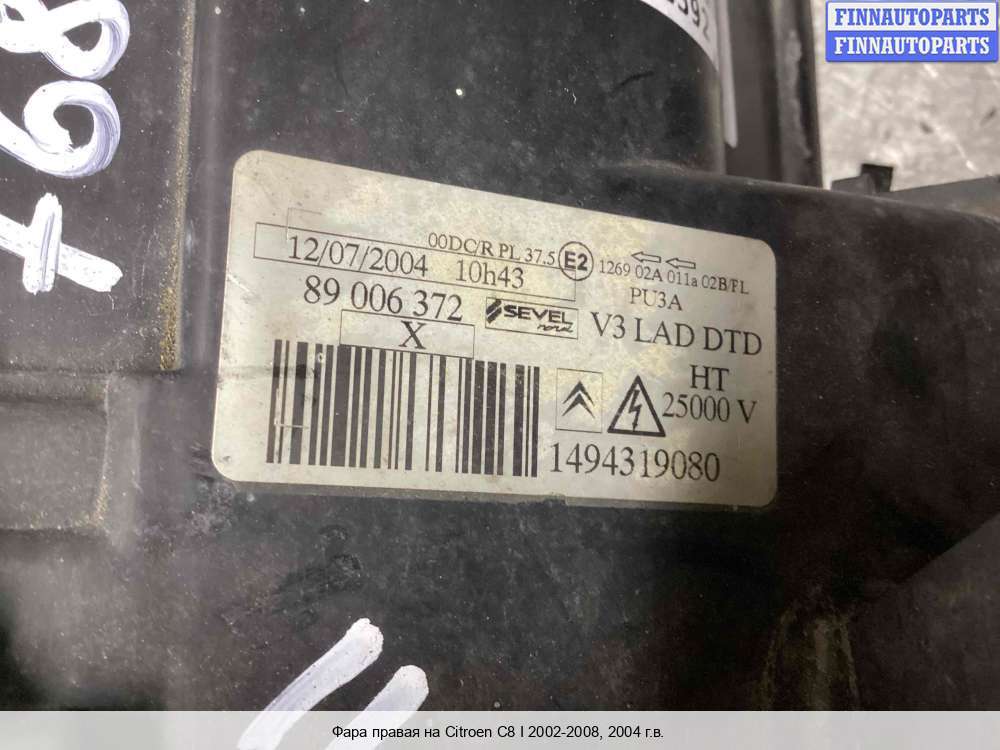 FINNAUTOPARTS
FINNAUTOPARTS
00DC/R PL 37.5 E2 1269 02A 011a 02B/FL
12/07/2004 10h43
PU3A
89 006 372
SEVEL nord
V3 LAD DTD
X
HT
25000 V
1494319080
Фара правая на Citroen C8 I 2002-2008, 2004 г.в.